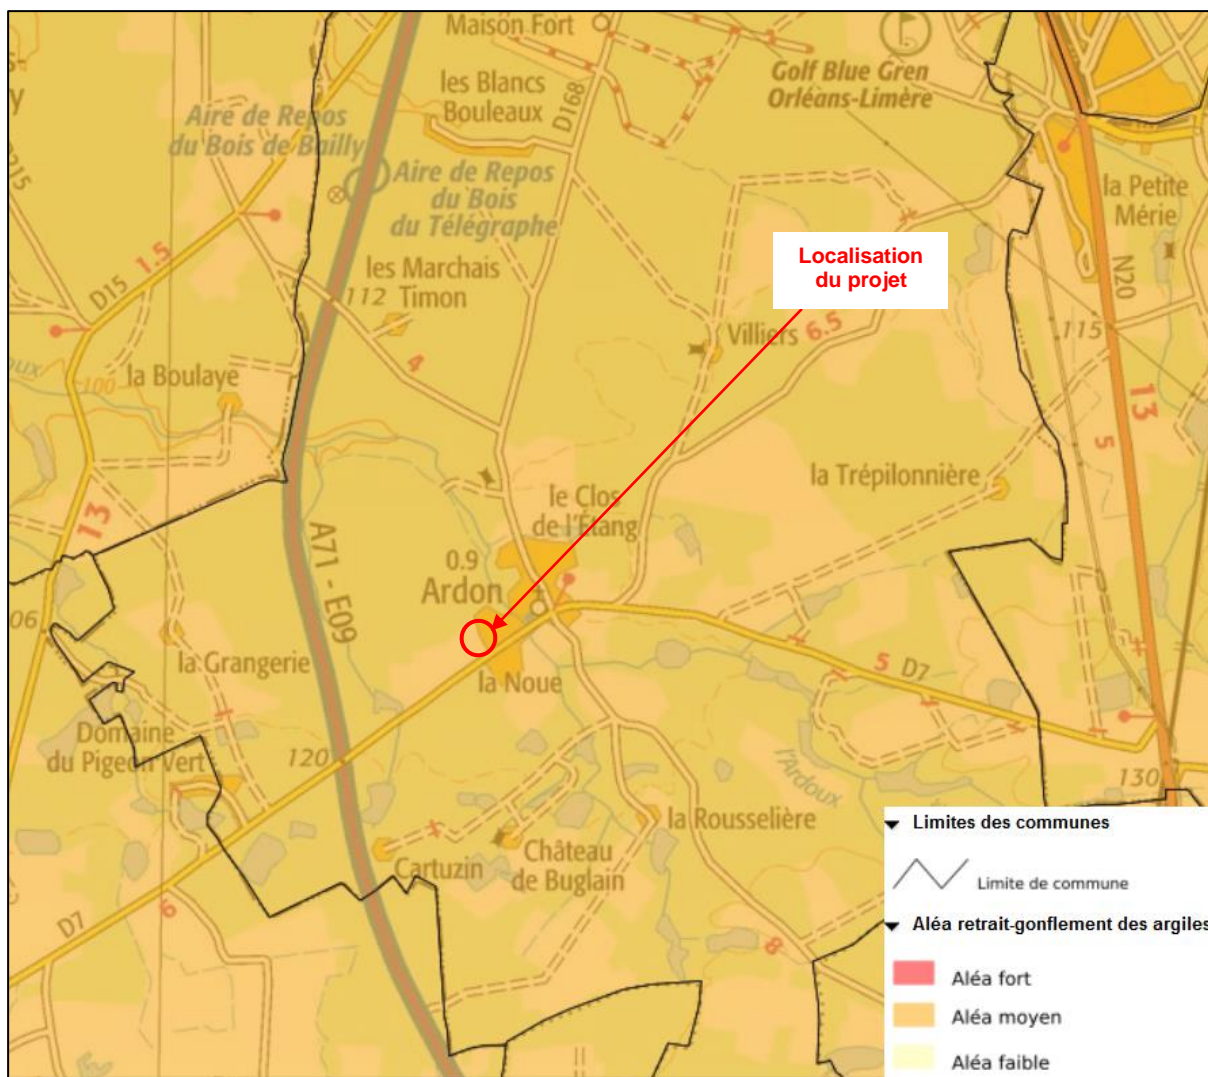 Maison Fort
les Blancs
Bouleaux
D168
Golf Blue Gren
Orléans-Limère
Aire de Repos
du Bois de Bailly
Aire de Repos
du Bois
du Télégraphe
la Petite
Mérie
N20
D15
1.5
les Marchais
Timon
112
4
Localisation
du projet
Villiers
6.5
115
13
5
100
la Boulaye
13
A71 - E09
le Clos
de l'Étang
0.9
Ardon
la Trépilonnière
la Grangerie
la Noue
5
D7
Domaine
du Pigeon Vert
120
130
l'Ardoux
la Rousselière
Cartuzin
Château
de Buglain
D7
6
8
Limites des communes
Limite de commune
Aléa retrait-gonflement des argiles
Aléa fort
Aléa moyen
Aléa faible